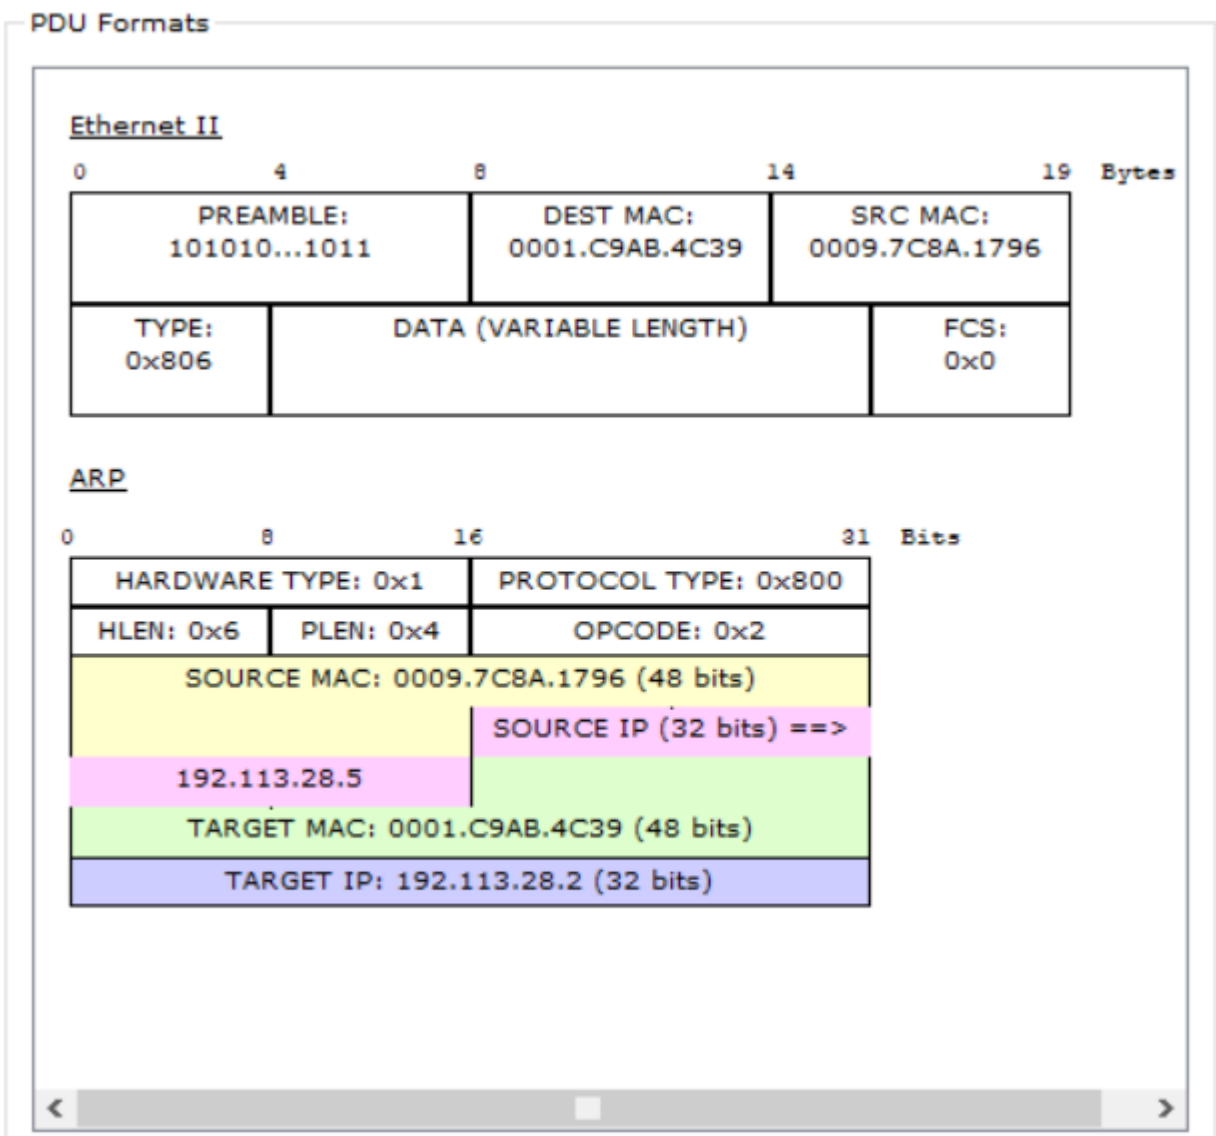 PDU Formats
Ethernet II
0 4 8 14 19 Bytes
PREAMBLE: DEST MAC: SRC MAC:
101010...1011 0001.C9AB.4C39 0009.7C8A.1796
TYPE: DATA (VARIABLE LENGTH) FCS:
0x806 0x0
ARP
0 8 16 31 Bits
HARDWARE TYPE: 0x1 PROTOCOL TYPE: 0x800
HLEN: 0x6 PLEN: 0x4 OPCODE: 0x2
SOURCE MAC: 0009.7C8A.1796 (48 bits)
SOURCE IP (32 bits) ==>
192.113.28.5
TARGET MAC: 0001.C9AB.4C39 (48 bits)
TARGET IP: 192.113.28.2 (32 bits)